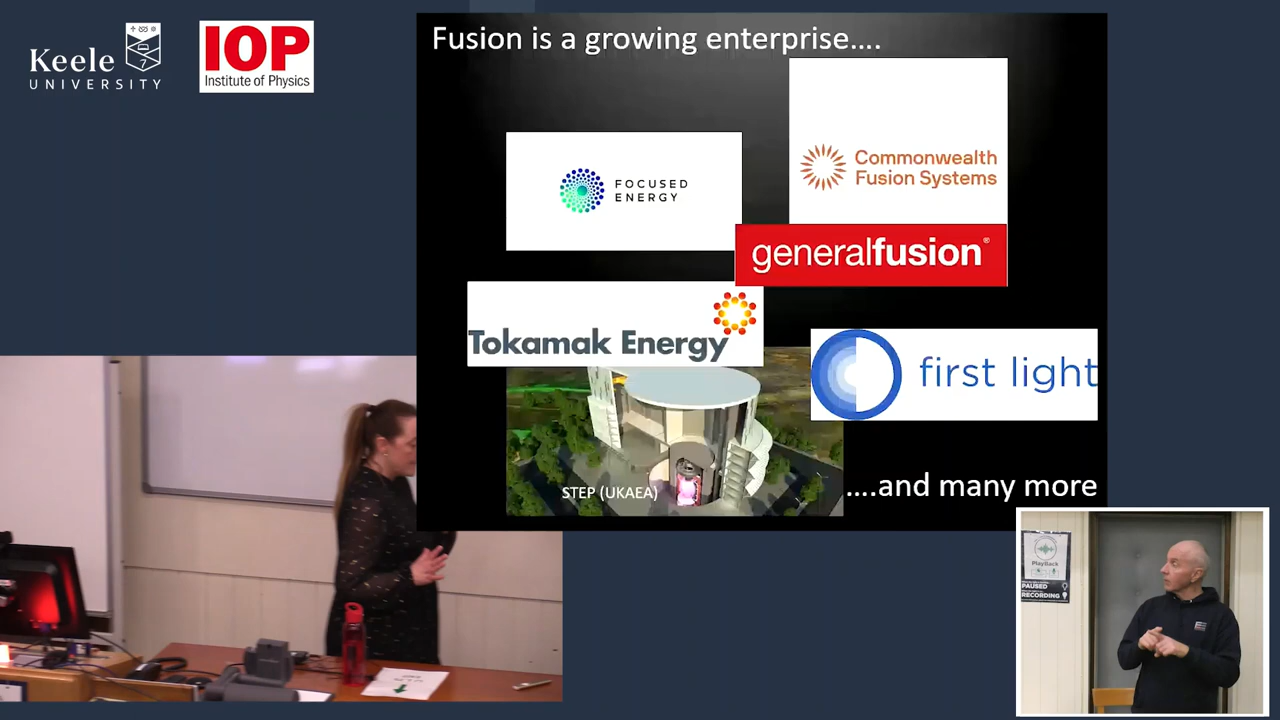 Keele
UNIVERSITY
IOP
Institute of Physics
Fusion is a growing enterprise....
FOCUSED
ENERGY
Commonwealth
Fusion Systems
generalfusion®
Tokamak Energy
first light
STEP (UKAEA)
....and many more
PlayBack
PAUSED
RECORDING